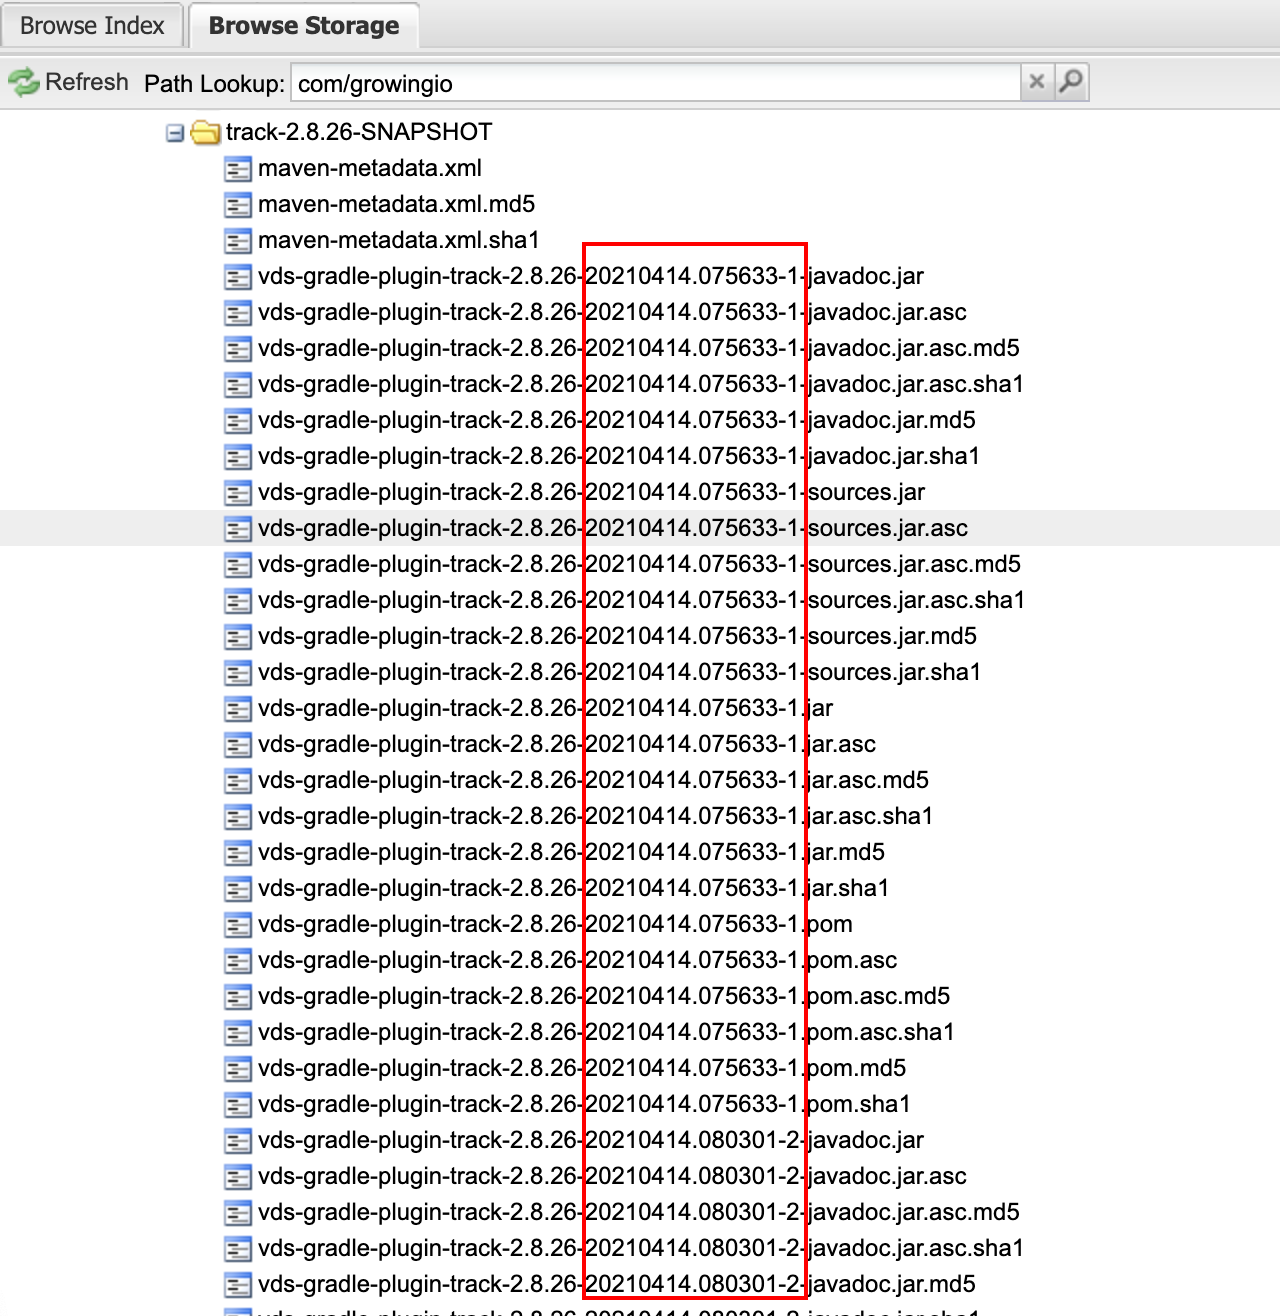 Browse Index Browse Storage
Refresh Path Lookup: com/growingio
track-2.8.26-SNAPSHOT
maven-metadata.xml
maven-metadata.xml.md5
maven-metadata.xml.sha1
vds-gradle-plugin-track-2.8.26-20210414.075633-1-javadoc.jar
vds-gradle-plugin-track-2.8.26-20210414.075633-1-javadoc.jar.asc
vds-gradle-plugin-track-2.8.26-20210414.075633-1-javadoc.jar.asc.md5
vds-gradle-plugin-track-2.8.26-20210414.075633-1-javadoc.jar.asc.sha1
vds-gradle-plugin-track-2.8.26-20210414.075633-1-javadoc.jar.md5
vds-gradle-plugin-track-2.8.26-20210414.075633-1-javadoc.jar.sha1
vds-gradle-plugin-track-2.8.26-20210414.075633-1-sources.jar
vds-gradle-plugin-track-2.8.26-20210414.075633-1-sources.jar.asc
vds-gradle-plugin-track-2.8.26-20210414.075633-1-sources.jar.asc.md5
vds-gradle-plugin-track-2.8.26-20210414.075633-1-sources.jar.asc.sha1
vds-gradle-plugin-track-2.8.26-20210414.075633-1-sources.jar.md5
vds-gradle-plugin-track-2.8.26-20210414.075633-1-sources.jar.sha1
vds-gradle-plugin-track-2.8.26-20210414.075633-1.jar
vds-gradle-plugin-track-2.8.26-20210414.075633-1.jar.asc
vds-gradle-plugin-track-2.8.26-20210414.075633-1.jar.asc.md5
vds-gradle-plugin-track-2.8.26-20210414.075633-1.jar.asc.sha1
vds-gradle-plugin-track-2.8.26-20210414.075633-1.jar.md5
vds-gradle-plugin-track-2.8.26-20210414.075633-1.jar.sha1
vds-gradle-plugin-track-2.8.26-20210414.075633-1.pom
vds-gradle-plugin-track-2.8.26-20210414.075633-1.pom.asc
vds-gradle-plugin-track-2.8.26-20210414.075633-1.pom.asc.md5
vds-gradle-plugin-track-2.8.26-20210414.075633-1.pom.asc.sha1
vds-gradle-plugin-track-2.8.26-20210414.075633-1.pom.md5
vds-gradle-plugin-track-2.8.26-20210414.075633-1.pom.sha1
vds-gradle-plugin-track-2.8.26-20210414.080301-2-javadoc.jar
vds-gradle-plugin-track-2.8.26-20210414.080301-2-javadoc.jar.asc
vds-gradle-plugin-track-2.8.26-20210414.080301-2-javadoc.jar.asc.md5
vds-gradle-plugin-track-2.8.26-20210414.080301-2-javadoc.jar.asc.sha1
vds-gradle-plugin-track-2.8.26-20210414.080301-2-javadoc.jar.md5